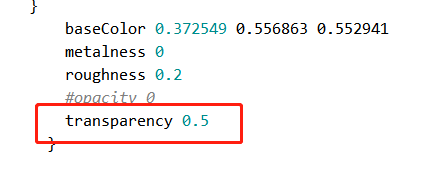 }
baseColor 0.372549 0.556863 0.552941
metalness 0
roughness 0.2
#opacity 0
transparency 0.5
}